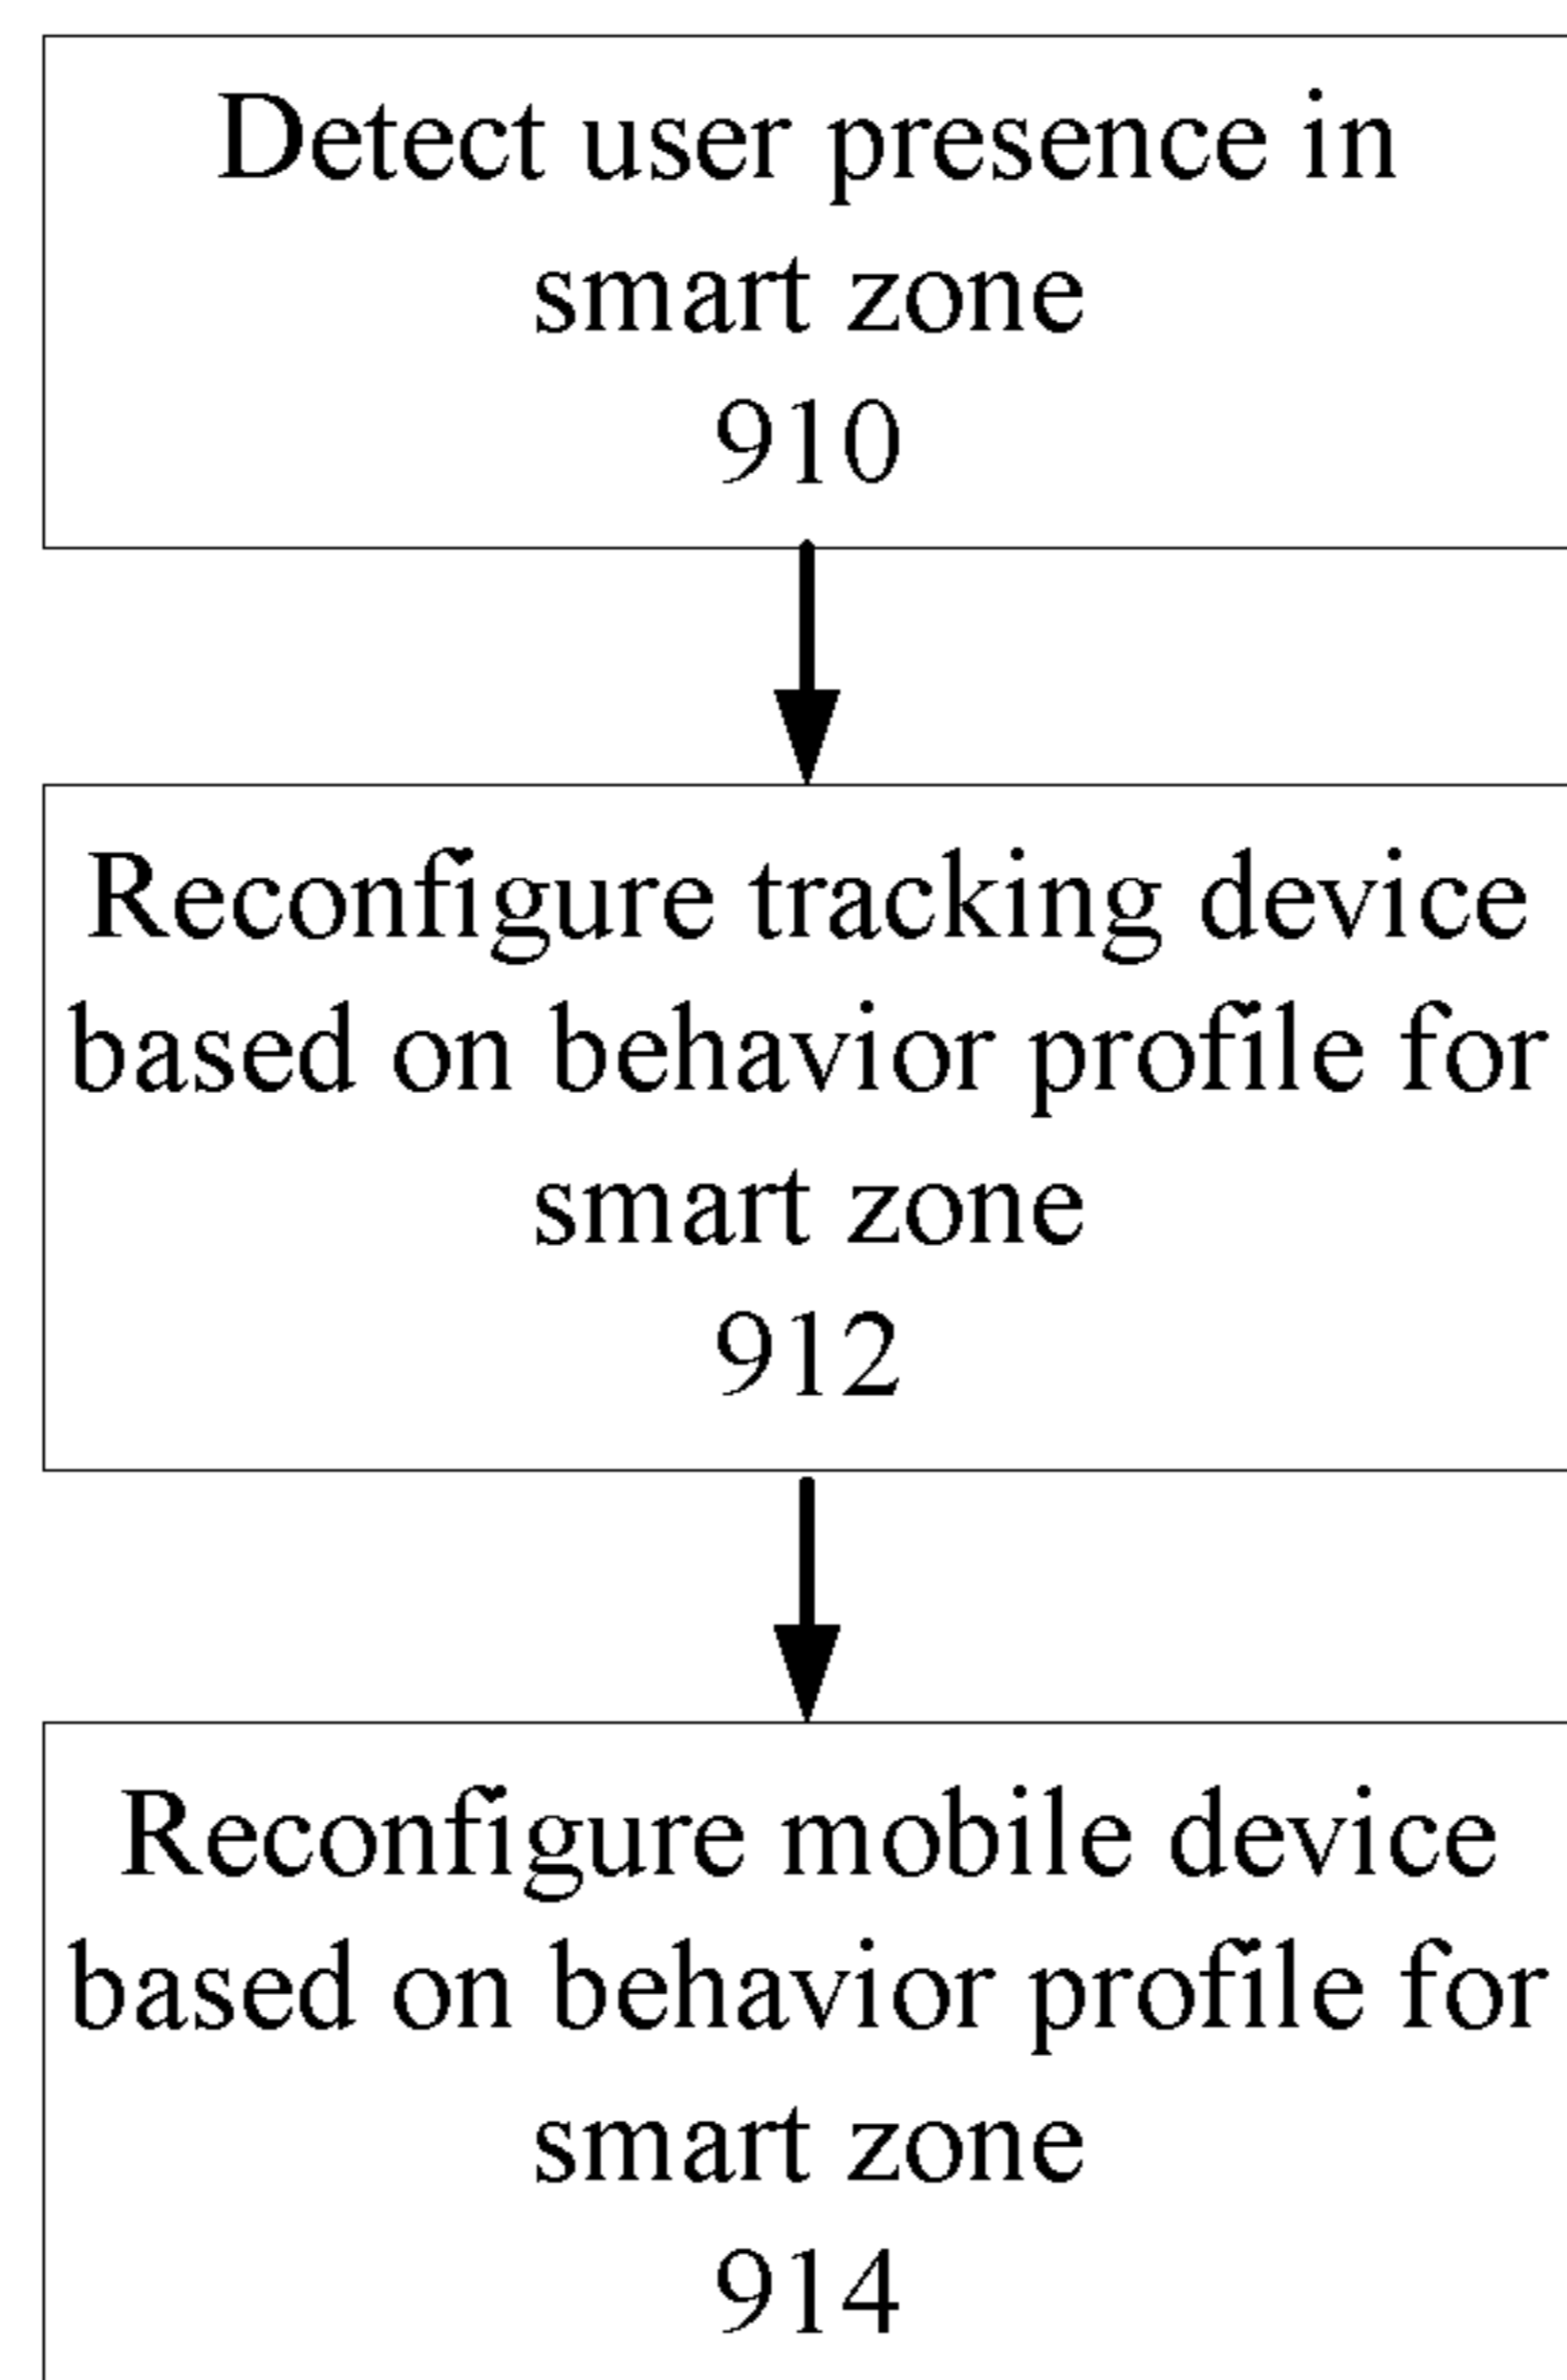 Detect user presence in
smart zone
910
Reconfigure tracking device
based on behavior profile for
smart zone
912
Reconfigure mobile device
based on behavior profile for
smart zone
914